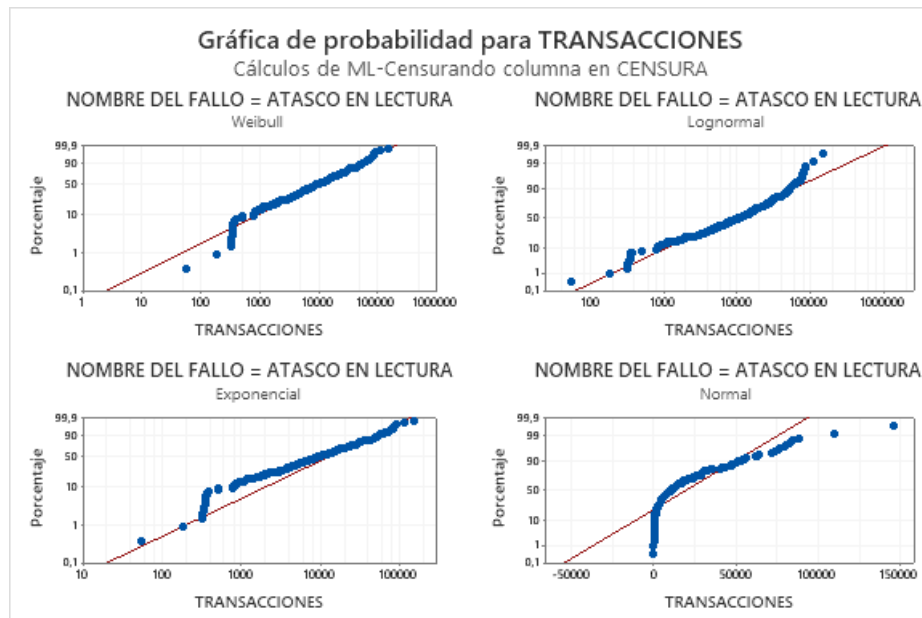 Gráfica de probabilidad para TRANSACCIONES
Cálculos de ML-Censurando columna en CENSURA
NOMBRE DEL FALLO = ATASCO EN LECTURA
Weibull
99,9
90
50
10
1
0,1
Porcentaje
1 10 100 1000 10000 100000 1000000
TRANSACCIONES
NOMBRE DEL FALLO = ATASCO EN LECTURA
Lognormal
99,9
99
90
50
10
1
0,1
Porcentaje
100 1000 10000 100000 1000000
TRANSACCIONES
NOMBRE DEL FALLO = ATASCO EN LECTURA
Exponencial
99,9
90
50
10
1
0,1
Porcentaje
10 100 1000 10000 100000
TRANSACCIONES
NOMBRE DEL FALLO = ATASCO EN LECTURA
Normal
99,9
99
90
50
10
1
0,1
Porcentaje
-50000 0 50000 100000 150000
TRANSACCIONES